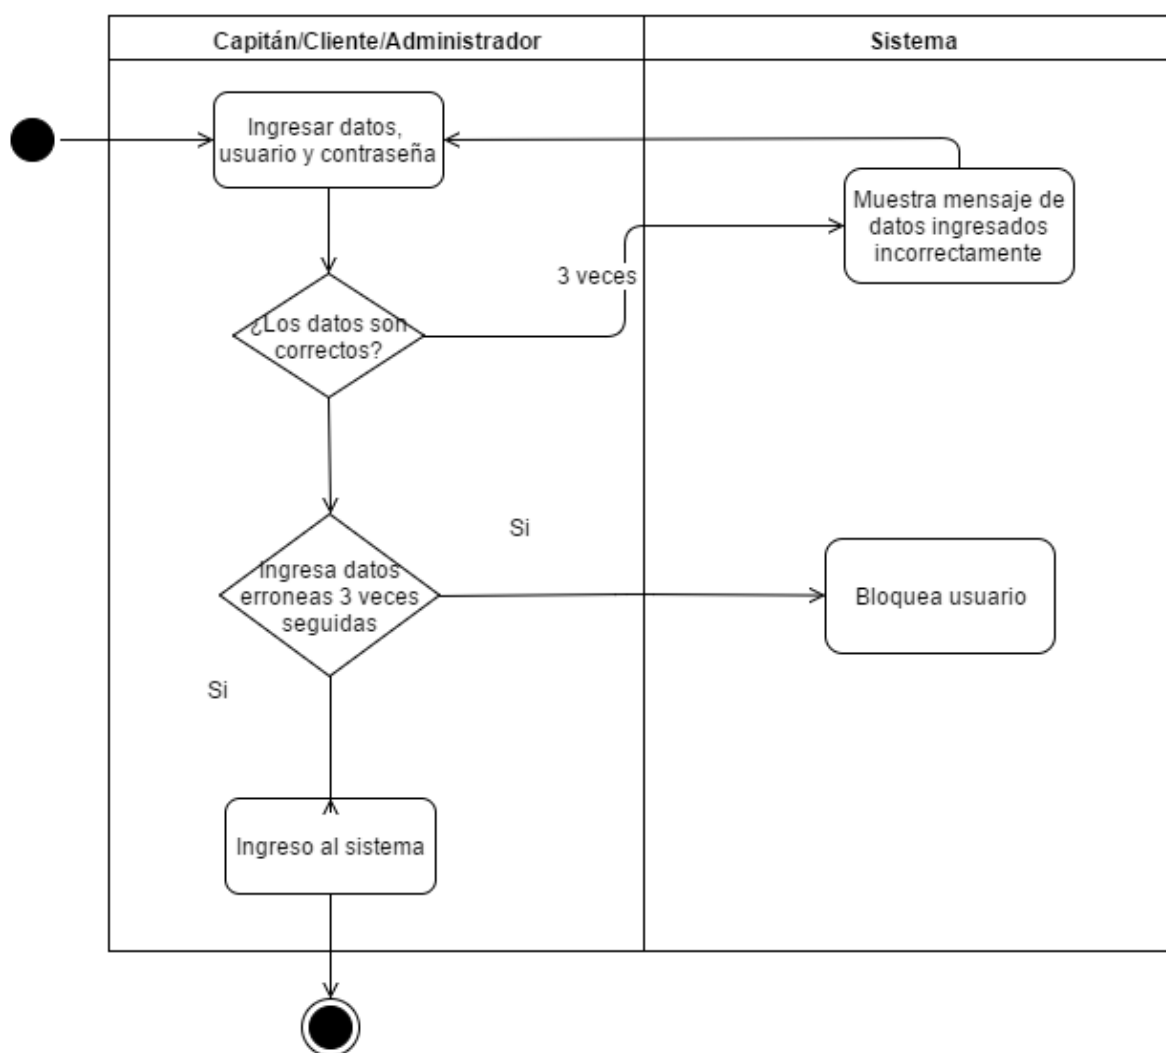 Capitán/Cliente/Administrador
Sistema
Ingresar datos,
usuario y contraseña
Muestra mensaje de
datos ingresados
incorrectamente
3 veces
¿Los datos son
correctos?
Si
Ingresa datos
erroneas 3 veces
seguidas
Bloquea usuario
Si
Ingreso al sistema